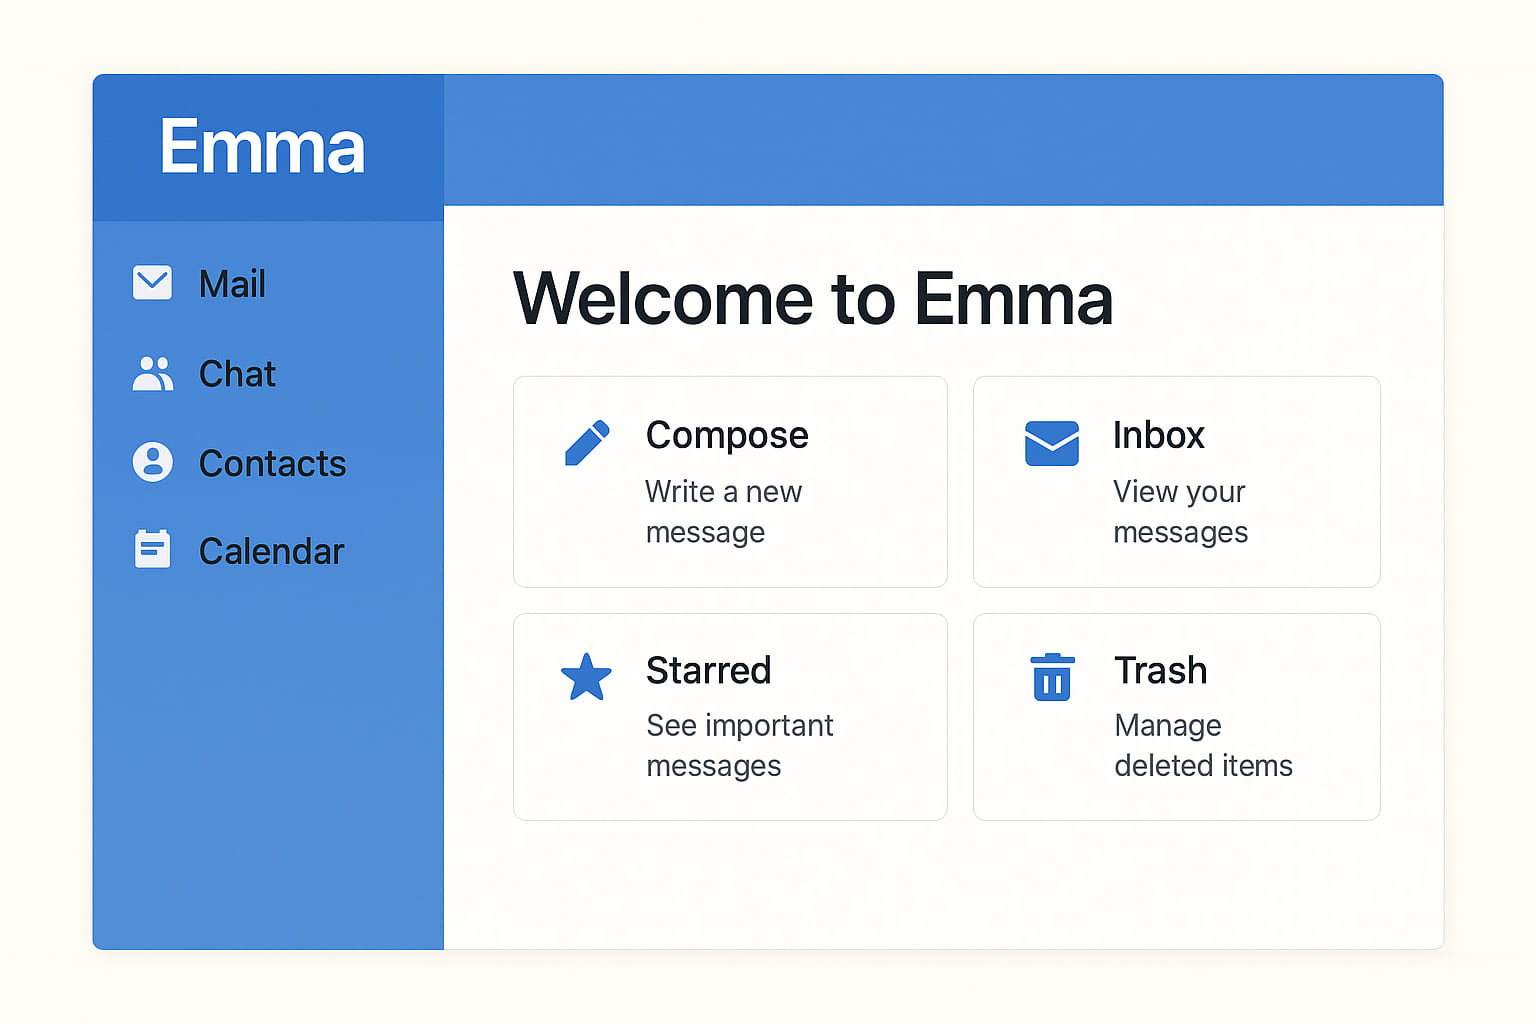 Emma
Mail
Chat
Contacts
Calendar
Welcome to Emma
Compose
Write a new
message
Inbox
View your
messages
Starred
See important
messages
Trash
Manage
deleted items